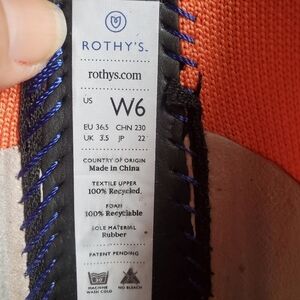 ROTHY'S
rothys.com
US W6
EU 36.5 CHN 230
UK 3.5 JP 22
COUNTRY OF ORIGIN
Made in China
TEXTILE UPPER
100% Recycled
FOAM
100% Recyclable
SOLE MATERIAL
Rubber
PATENT PENDING
MACHINE NO BLEACH
WASH COLD